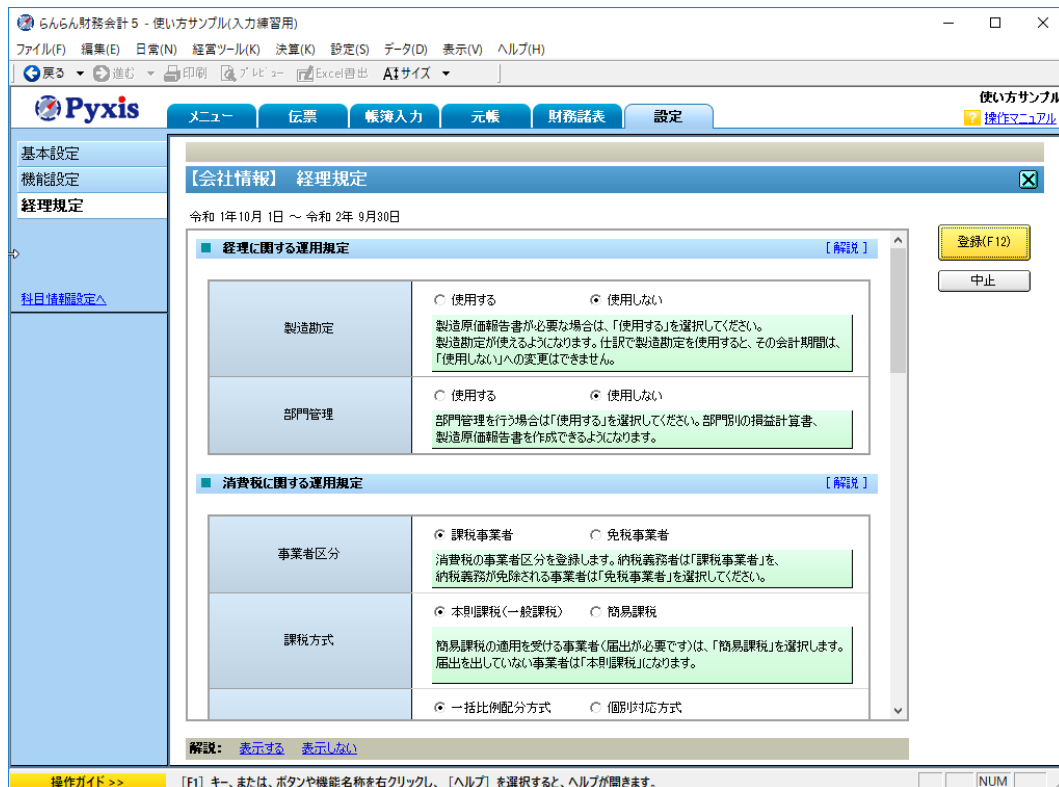 らんらん財務会計5 - 使い方サンプル(入力練習用)
ファイル(F) 編集(E) 日常(N) 経営ツール(K) 決算(K) 設定(S) データ(D) 表示(V) ヘルプ(H)
戻る 進む 印刷 プレビュー Excel書出 サイズ
使い方サンプル
Pyxis
メニュー 伝票 帳簿入力 元帳 財務諸表 設定
? 操作マニュアル
基本設定
機能設定
経理規定
科目情報設定へ
【会社情報】 経理規定
令和 1年10月 1日 ～ 令和 2年 9月30日
登録(F12)
中止
■ 経理に関する運用規定 [解説]
製造勘定
使用する 使用しない
製造原価報告書が必要な場合は、「使用する」を選択してください。
製造勘定が使えるようになります。仕訳で製造勘定を使用すると、その会計期間は、
「使用しない」への変更はできません。
部門管理
使用する 使用しない
部門管理を行う場合は「使用する」を選択してください。部門別の損益計算書、
製造原価報告書を作成できるようになります。
■ 消費税に関する運用規定 [解説]
事業者区分
課税事業者 免税事業者
消費税の事業者区分を登録します。納税義務者は「課税事業者」を、
納税義務が免除される事業者は「免税事業者」を選択してください。
課税方式
本則課税(一般課税) 簡易課税
簡易課税の適用を受ける事業者(届出が必要です)は、「簡易課税」を選択します。
届出を出していない事業者は「本則課税」になります。
一括比例配分方式 個別対応方式
解説： 表示する 表示しない
操作ガイド >> [F1] キー、または、ボタンや機能名称を右クリックし、[ヘルプ] を選択すると、ヘルプが開きます。 NUM